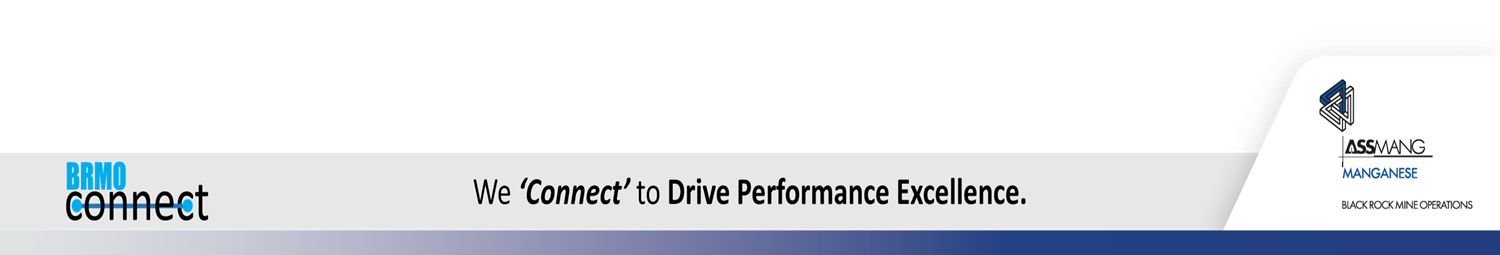 BRMO
connect
We ‘Connect’ to Drive Performance Excellence.
ASSMANG
MANGANESE
BLACK ROCK MINE OPERATIONS